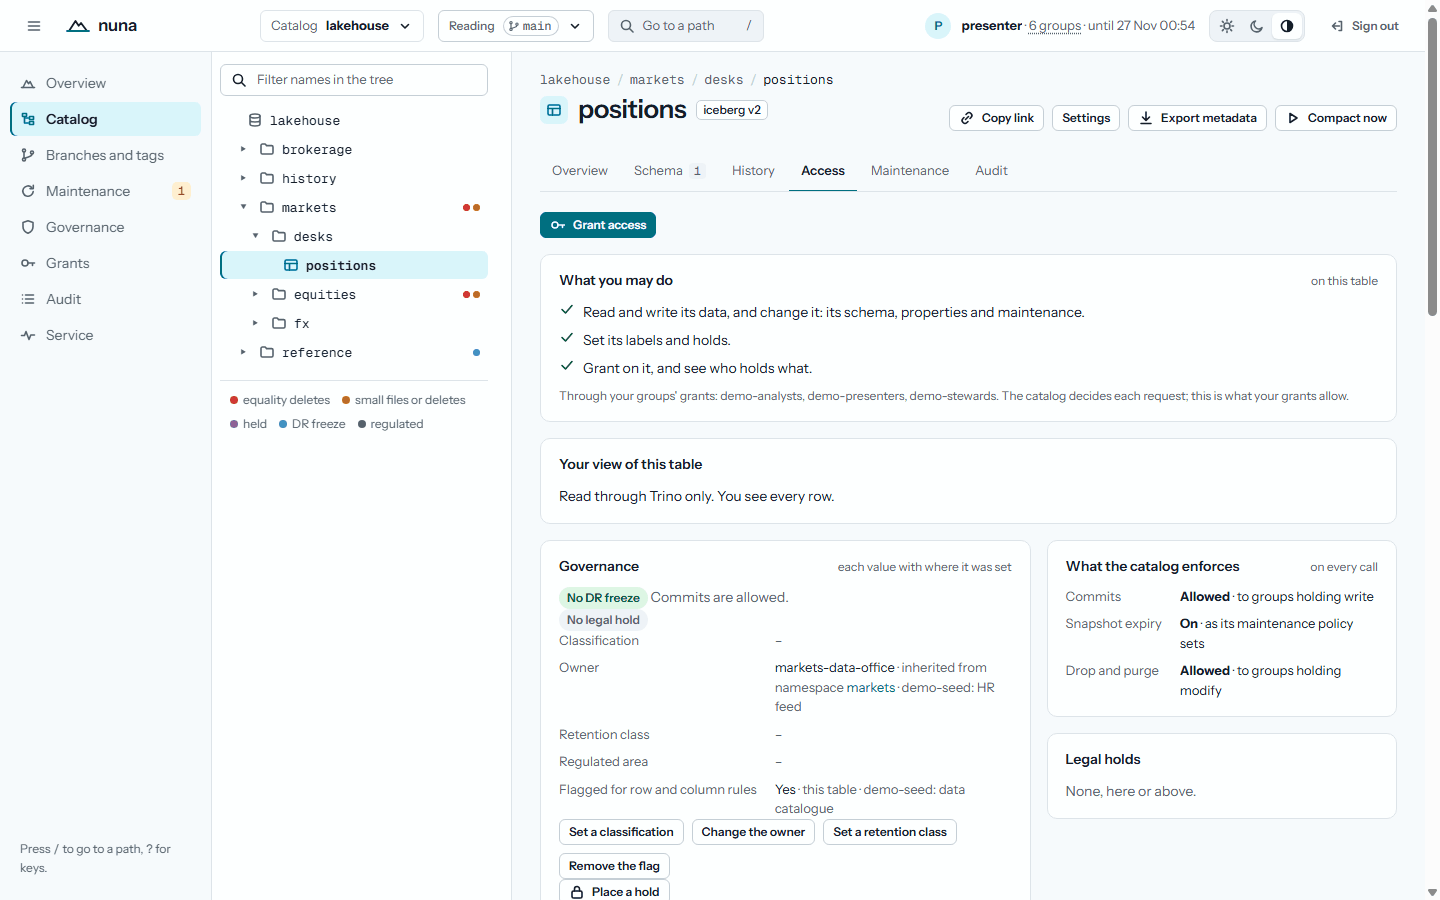 nuna
Catalog lakehouse
Reading main
Go to a path /
P presenter · 6 groups · until 27 Nov 00:54
Sign out
Overview
Catalog
Branches and tags
Maintenance 1
Governance
Grants
Audit
Service
Press / to go to a path, ? for
keys.
Filter names in the tree
lakehouse
brokerage
history
markets
desks
positions
equities
fx
reference
equality deletes small files or deletes
held DR freeze regulated
lakehouse / markets / desks / positions
positions iceberg v2
Copy link Settings Export metadata Compact now
Overview Schema 1 History Access Maintenance Audit
Grant access
What you may do on this table
Read and write its data, and change it: its schema, properties and maintenance.
Set its labels and holds.
Grant on it, and see who holds what.
Through your groups' grants: demo-analysts, demo-presenters, demo-stewards. The catalog decides each request; this is what your grants allow.
Your view of this table
Read through Trino only. You see every row.
Governance each value with where it was set
No DR freeze Commits are allowed.
No legal hold
Classification –
Owner markets-data-office · inherited from
namespace markets · demo-seed: HR
feed
Retention class –
Regulated area –
Flagged for row and column rules Yes · this table · demo-seed: data
catalogue
Set a classification Change the owner Set a retention class
Remove the flag
Place a hold
What the catalog enforces on every call
Commits Allowed · to groups holding write
Snapshot expiry On · as its maintenance policy
sets
Drop and purge Allowed · to groups holding
modify
Legal holds
None, here or above.